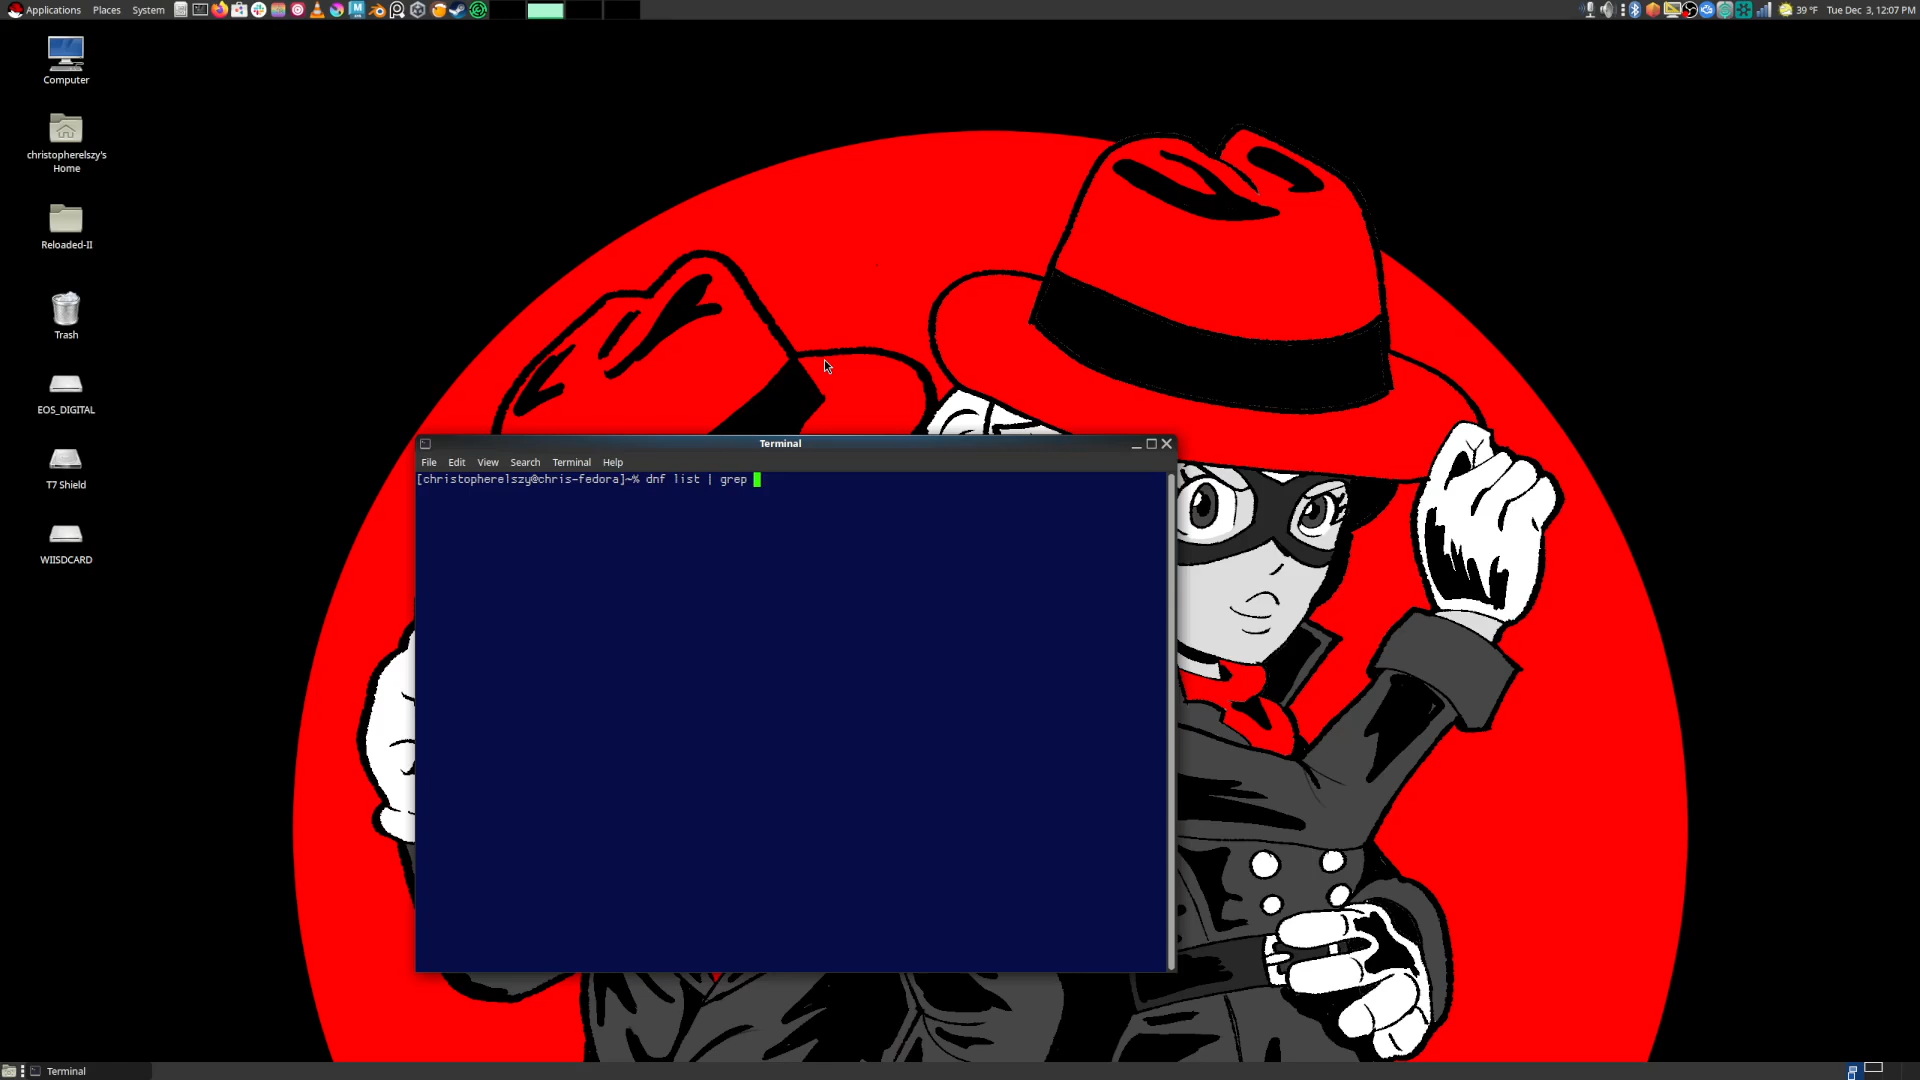 Applications Places System
39 °F Tue Dec 3, 12:07 PM
Computer
christopherelszy's
Home
Reloaded-II
Trash
EOS_DIGITAL
T7 Shield
WIISDCARD
Terminal
File Edit View Search Terminal Help
[christopherelszy@chris-fedora]~% dnf list | grep
Terminal